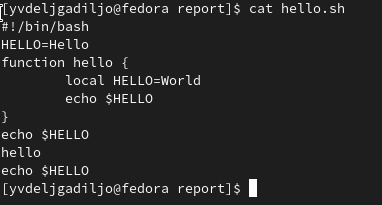 [yvdeljgadiljo@fedora report]$ cat hello.sh
#!/bin/bash
HELLO=Hello
function hello {
        local HELLO=World
        echo $HELLO
}
echo $HELLO
hello
echo $HELLO
[yvdeljgadiljo@fedora report]$